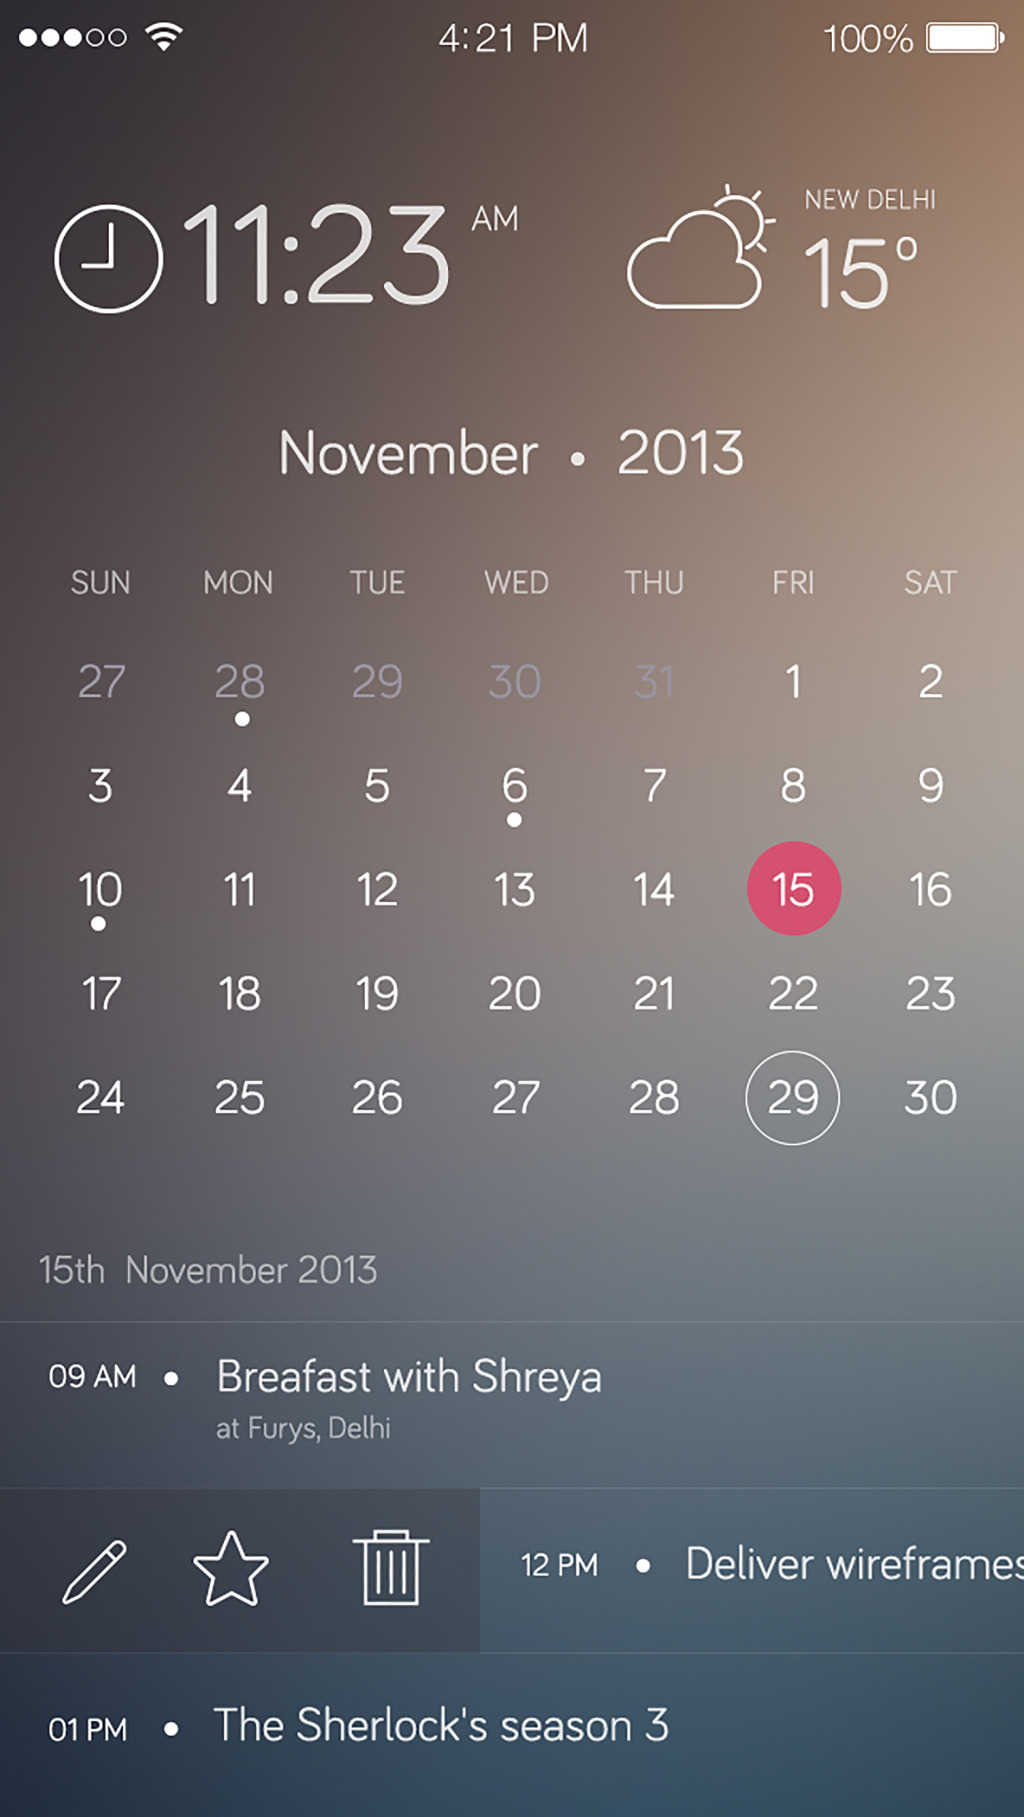 4:21 PM 100%
11:23 AM
NEW DELHI
15°
November • 2013
SUN MON TUE WED THU FRI SAT
27 28 29 30 31 1 2
3 4 5 6 7 8 9
10 11 12 13 14 15 16
17 18 19 20 21 22 23
24 25 26 27 28 29 30
15th November 2013
09 AM • Breafast with Shreya
at Furys, Delhi
12 PM • Deliver wireframes
01 PM • The Sherlock's season 3